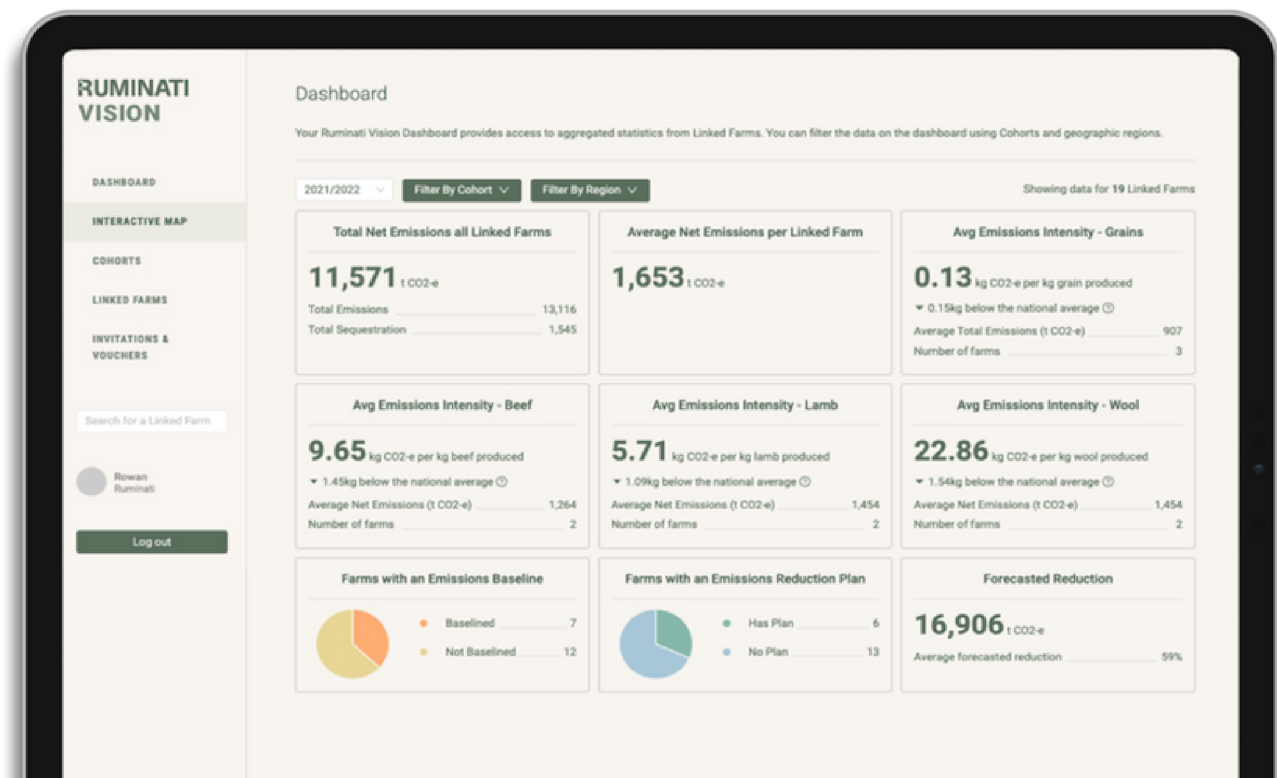 RUMINATI
VISION
DASHBOARD
INTERACTIVE MAP
COHORTS
LINKED FARMS
INVITATIONS &
VOUCHERS
Search for a Linked Farm
Rowan
Ruminati
Log out
Dashboard
Your Ruminati Vision Dashboard provides access to aggregated statistics from Linked Farms. You can filter the data on the dashboard using Cohorts and geographic regions.
2021/2022
Filter By Cohort
Filter By Region
Showing data for 19 Linked Farms
Total Net Emissions all Linked Farms
11,571 t CO2-e
Total Emissions 13,116
Total Sequestration 1,545
Average Net Emissions per Linked Farm
1,653 t CO2-e
Avg Emissions Intensity - Grains
0.13 kg CO2-e per kg grain produced
0.15kg below the national average
Average Total Emissions (t CO2-e) 907
Number of farms 3
Avg Emissions Intensity - Beef
9.65 kg CO2-e per kg beef produced
1.45kg below the national average
Average Net Emissions (t CO2-e) 1,264
Number of farms 2
Avg Emissions Intensity - Lamb
5.71 kg CO2-e per kg lamb produced
1.09kg below the national average
Average Net Emissions (t CO2-e) 1,454
Number of farms 2
Avg Emissions Intensity - Wool
22.86 kg CO2-e per kg wool produced
1.54kg below the national average
Average Net Emissions (t CO2-e) 1,454
Number of farms 2
Farms with an Emissions Baseline
Baselined 7
Not Baselined 12
Farms with an Emissions Reduction Plan
Has Plan 6
No Plan 13
Forecasted Reduction
16,906 t CO2-e
Average forecasted reduction 59%